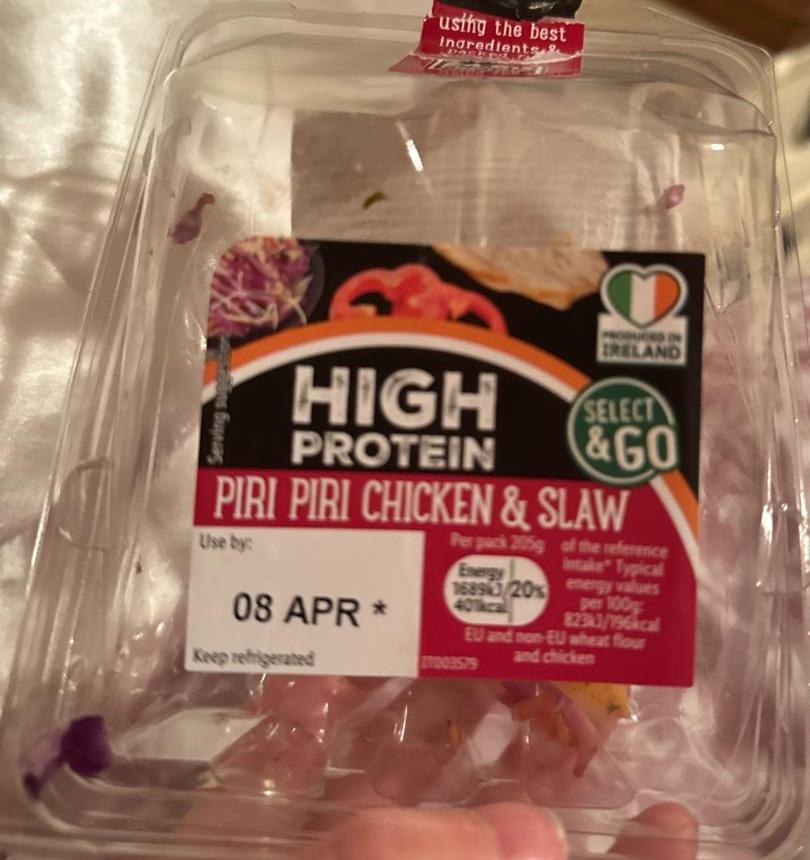 using the best
ingredients &
packed
PRODUCED IN
IRELAND
HIGH
PROTEIN
SELECT
&GO
Serving
PIRI PIRI CHICKEN & SLAW
Use by:
08 APR *
Keep refrigerated
Per pack 205g
Energy
1689kJ
401kcal
20%
of the reference
intake* Typical
energy values
per 100g:
823kJ/196kcal
EU and non-EU wheat flour
and chicken